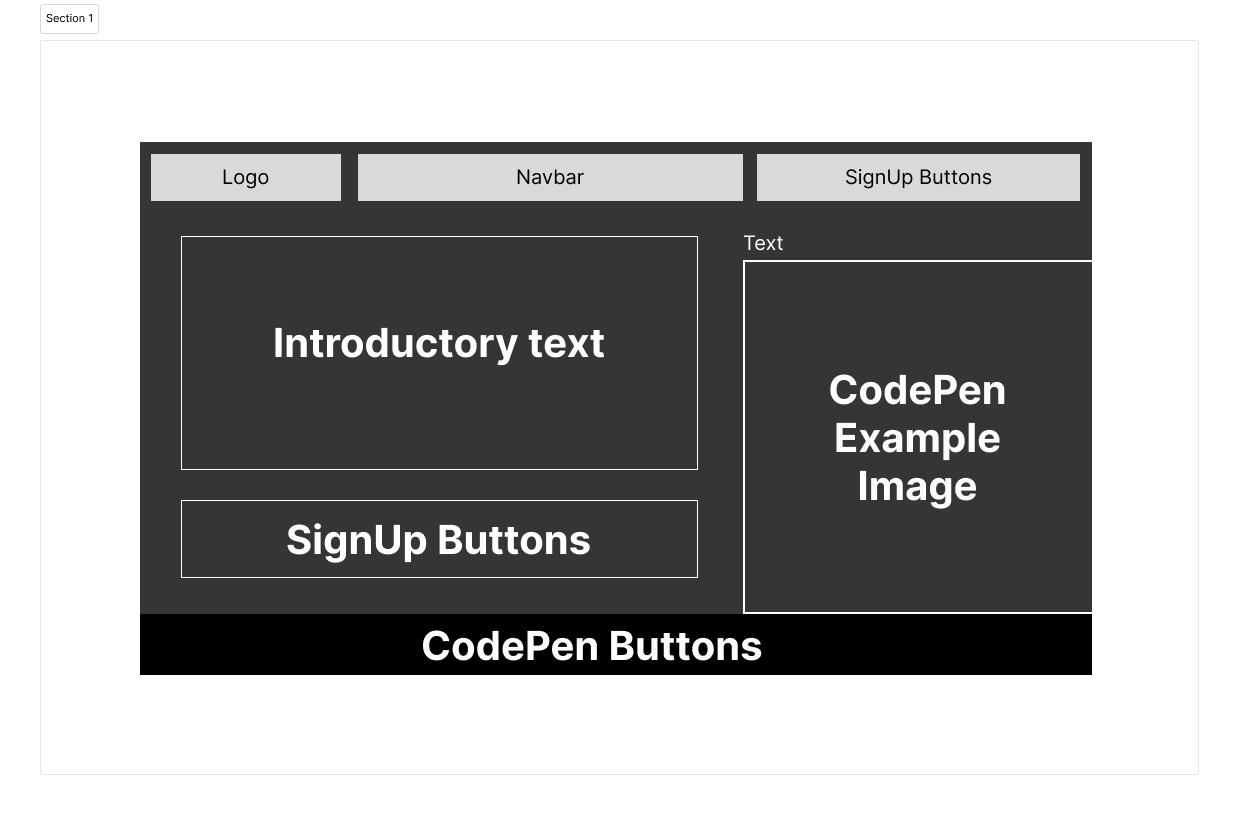 Section 1
Logo
Navbar
SignUp Buttons
Text
Introductory text
CodePen
Example
Image
SignUp Buttons
CodePen Buttons